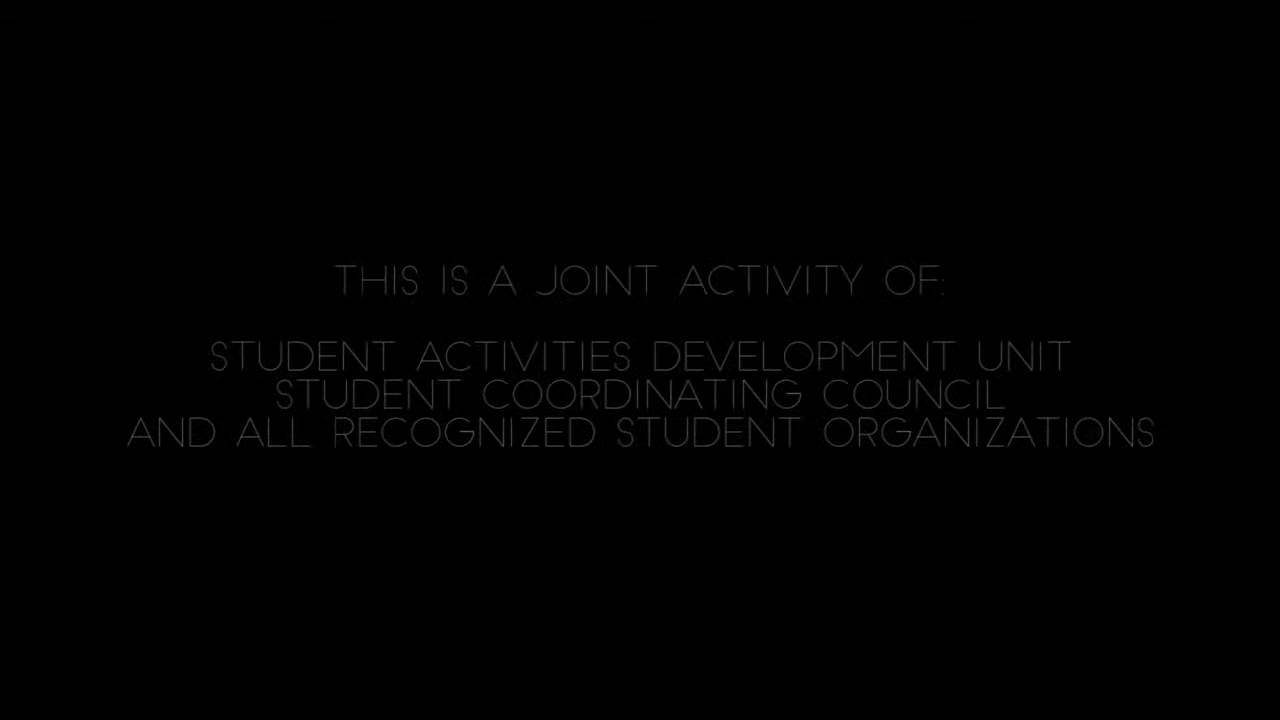 THIS IS A JOINT ACTIVITY OF:
STUDENT ACTIVITIES DEVELOPMENT UNIT
STUDENT COORDINATING COUNCIL
AND ALL RECOGNIZED STUDENT ORGANIZATIONS